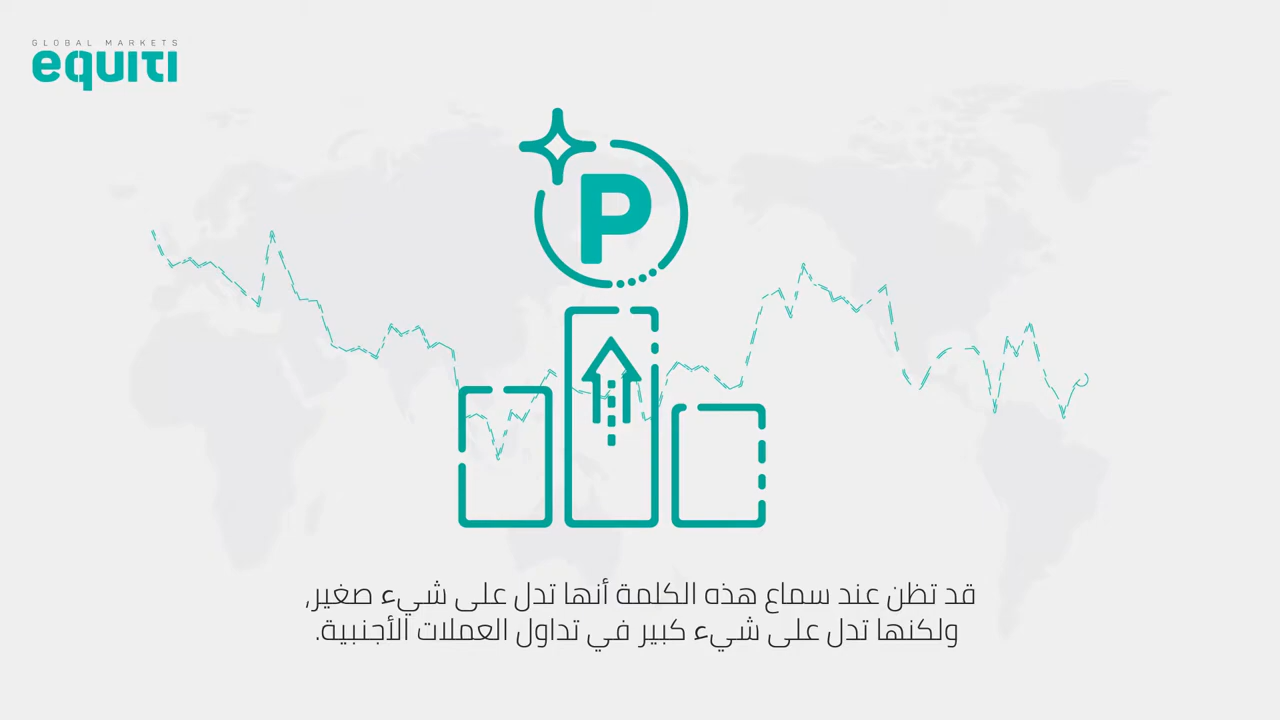 GLOBAL MARKETS
equiti
P
قد تظن عند سماع هذه الكلمة أنها تدل على شيء صغير,
ولكنها تدل على شيء كبير في تداول العملات الأجنبية.